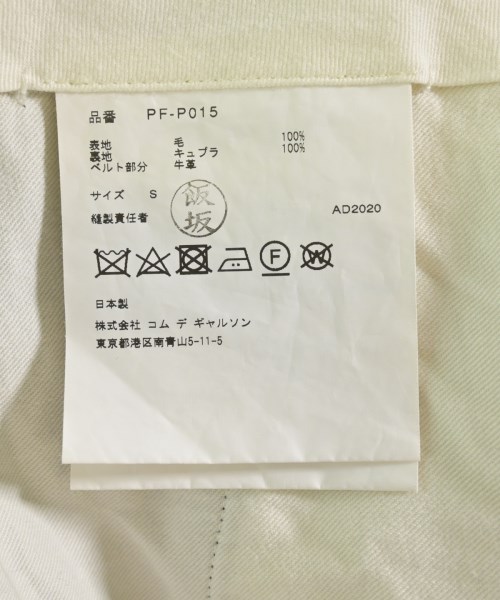 品番 PF-P015
表地 毛 100%
裏地 キュプラ 100%
ベルト部分 牛革
サイズ S
飯坂
縫製責任者
AD2020
F
W
日本製
株式会社 コム デ ギャルソン
東京都港区南青山5-11-5